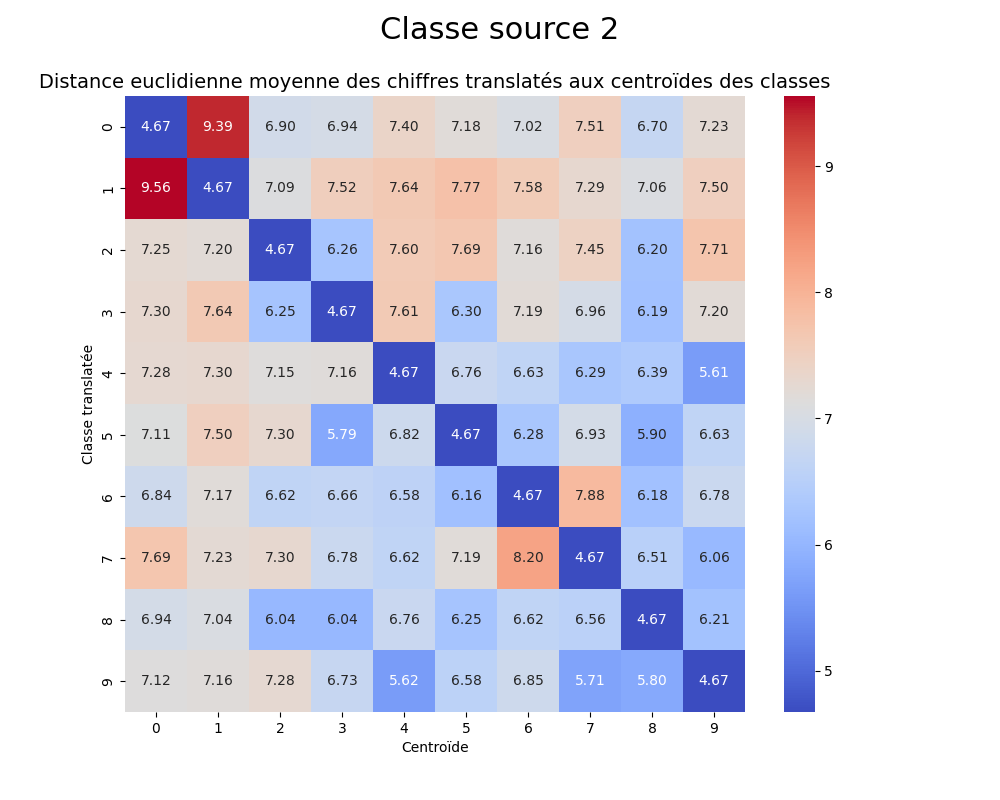 Classe source 2
Distance euclidienne moyenne des chiffres translatés aux centroïdes des classes
0 4.67 9.39 6.90 6.94 7.40 7.18 7.02 7.51 6.70 7.23
1 9.56 4.67 7.09 7.52 7.64 7.77 7.58 7.29 7.06 7.50
2 7.25 7.20 4.67 6.26 7.60 7.69 7.16 7.45 6.20 7.71
3 7.30 7.64 6.25 4.67 7.61 6.30 7.19 6.96 6.19 7.20
4 7.28 7.30 7.15 7.16 4.67 6.76 6.63 6.29 6.39 5.61
5 7.11 7.50 7.30 5.79 6.82 4.67 6.28 6.93 5.90 6.63
6 6.84 7.17 6.62 6.66 6.58 6.16 4.67 7.88 6.18 6.78
7 7.69 7.23 7.30 6.78 6.62 7.19 8.20 4.67 6.51 6.06
8 6.94 7.04 6.04 6.04 6.76 6.25 6.62 6.56 4.67 6.21
9 7.12 7.16 7.28 6.73 5.62 6.58 6.85 5.71 5.80 4.67
0 1 2 3 4 5 6 7 8 9
Centroïde
Classe translatée
9
8
7
6
5